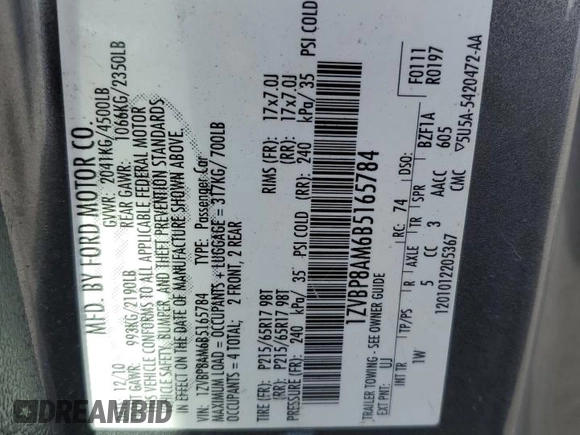 MFD. BY FORD MOTOR CO.
12/10 GVWR: 2041KG/4500LB
GAWR: 993KG/2190LB REAR GAWR: 1066KG/2350LB
THIS VEHICLE CONFORMS TO ALL APPLICABLE FEDERAL MOTOR
VEHICLE SAFETY, BUMPER, AND THEFT PREVENTION STANDARDS
IN EFFECT ON THE DATE OF MANUFACTURE SHOWN ABOVE.
VIN: 1ZVBP8AM6B5165784 TYPE: Passenger Car
MAXIMUM LOAD = OCCUPANTS + LUGGAGE = 317KG/700LB
OCCUPANTS = 4 TOTAL: 2 FRONT, 2 REAR
TIRE (FR): P215/65R17 98T RIMS (FR): 17x7.0J
TIRE (RR): P215/65R17 98T RIMS (RR): 17x7.0J
PRESSURE (FR): 240 kPa/ 35 PSI COLD (RR): 240 kPa/ 35 PSI COLD
1ZVBP8AM6B5165784
TRAILER TOWING - SEE OWNER GUIDE
EXT PNT: UJ RC: 74 DSO: F0111
R0197
INT TR TP/PS R AXLE TR SPR BZF1A
1W 5 CC 3 AACC 605
CMC
1201012205367 ▽5U5A-5420472-AA
DREAMBID